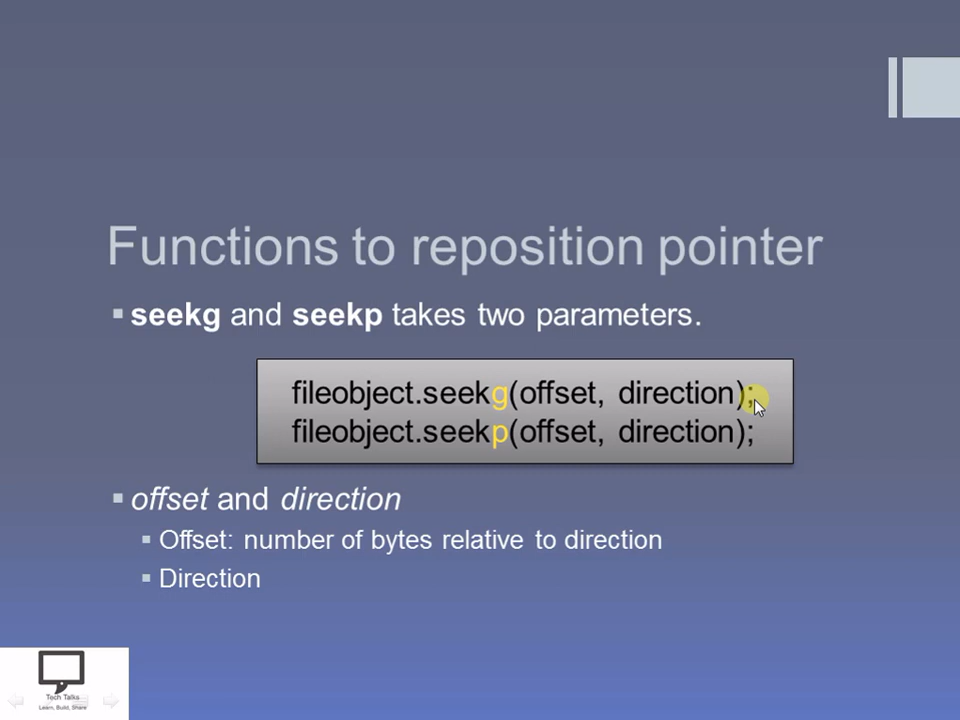 Functions to reposition pointer
seekg and seekp takes two parameters.
fileobject.seekg(offset, direction);
fileobject.seekp(offset, direction);
offset and direction
Offset: number of bytes relative to direction
Direction
Tech Talks
Learn, Build, Share